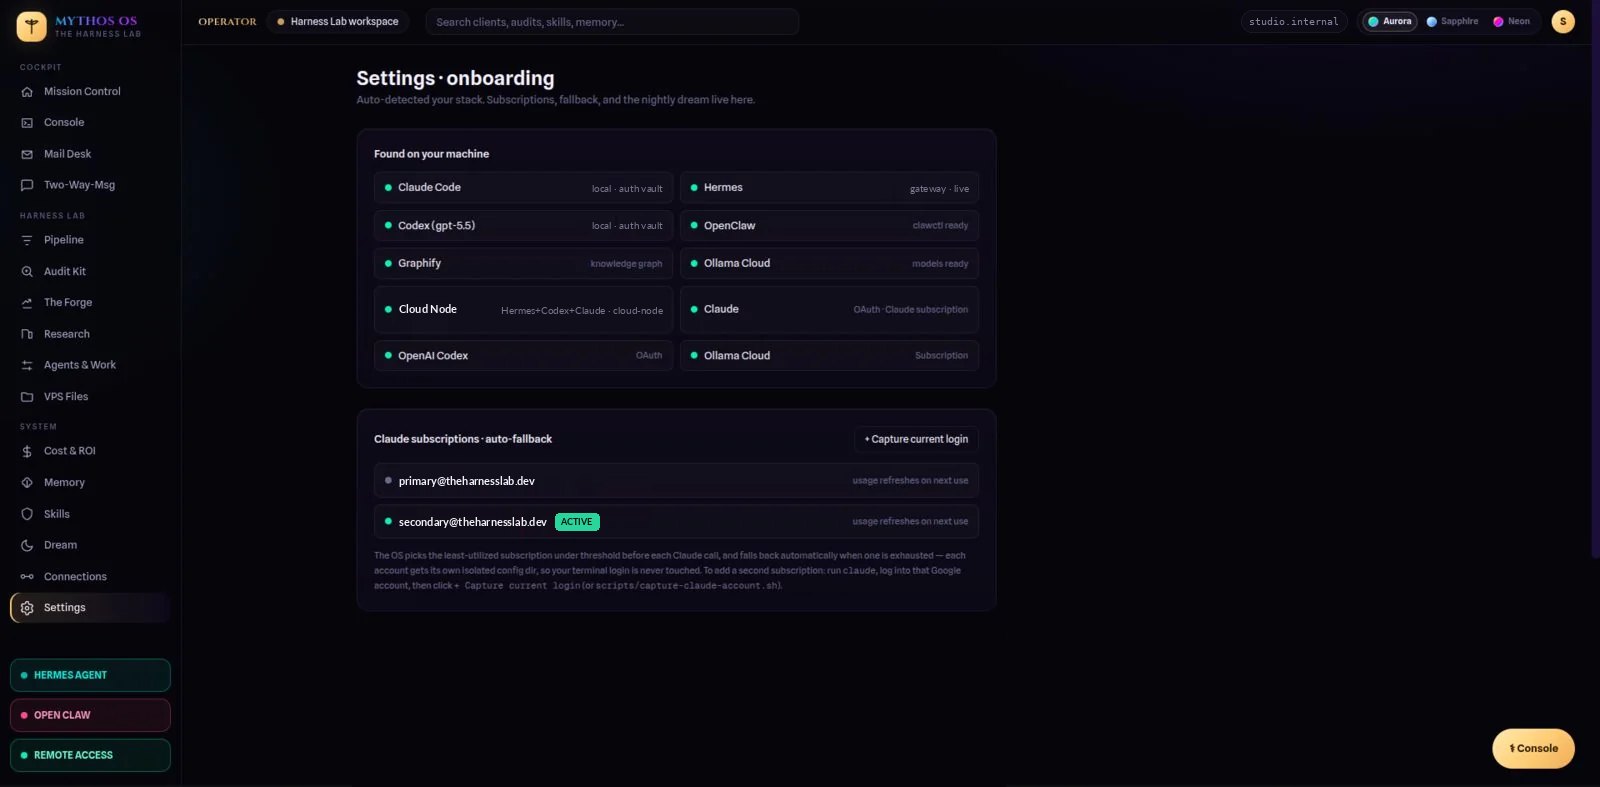 MYTHOS OS
THE HARNESS LAB
OPERATOR
Harness Lab workspace
Search clients, audits, skills, memory...
studio.internal
Aurora
Sapphire
Neon
S
COCKPIT
Mission Control
Console
Mail Desk
Two-Way-Msg
HARNESS LAB
Pipeline
Audit Kit
The Forge
Research
Agents & Work
VPS Files
SYSTEM
Cost & ROI
Memory
Skills
Dream
Connections
Settings
HERMES AGENT
OPEN CLAW
REMOTE ACCESS
Settings · onboarding
Auto-detected your stack. Subscriptions, fallback, and the nightly dream live here.
Found on your machine
Claude Code local · auth vault
Hermes gateway · live
Codex (gpt-5.5) local · auth vault
OpenClaw clawctl ready
Graphify knowledge graph
Ollama Cloud models ready
Cloud Node Hermes+Codex+Claude · cloud-node
Claude OAuth · Claude subscription
OpenAI Codex OAuth
Ollama Cloud Subscription
Claude subscriptions · auto-fallback
+ Capture current login
primary@theharnesslab.dev usage refreshes on next use
secondary@theharnesslab.dev ACTIVE usage refreshes on next use
The OS picks the least-utilized subscription under threshold before each Claude call, and falls back automatically when one is exhausted — each
account gets its own isolated config dir, so your terminal login is never touched. To add a second subscription: run claude, log into that Google
account, then click + Capture current login (or scripts/capture-claude-account.sh).
Console